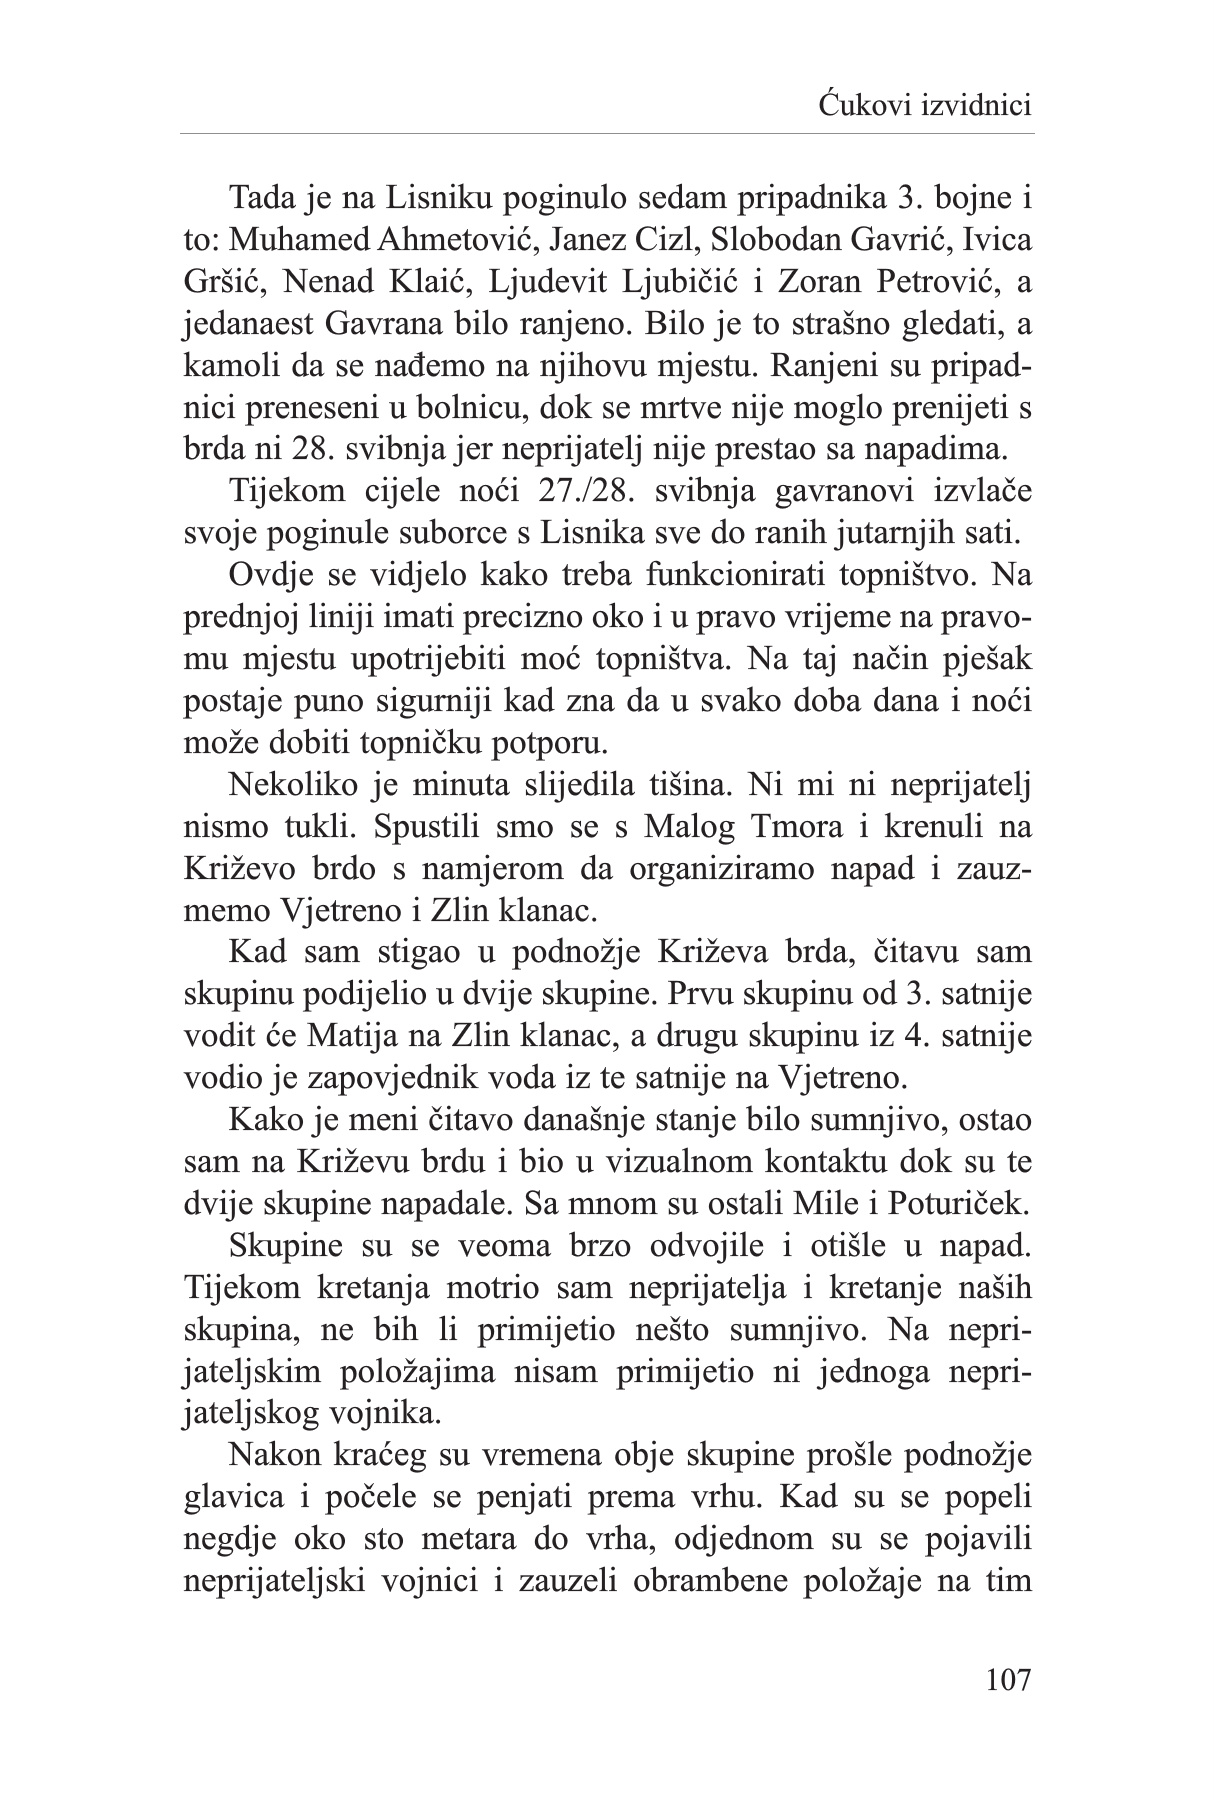 Ćukovi izvidnici
Tada je na Lisniku poginulo sedam pripadnika 3. bojne i
to: Muhamed Ahmetović, Janez Cizl, Slobodan Gavrić, Ivica
Gršić, Nenad Klaić, Ljudevit Ljubičić i Zoran Petrović, a
jedanaest Gavrana bilo ranjeno. Bilo je to strašno gledati, a
kamoli da se nađemo na njihovu mjestu. Ranjeni su pripad-
nici preneseni u bolnicu, dok se mrtve nije moglo prenijeti s
brda ni 28. svibnja jer neprijatelj nije prestao sa napadima.
Tijekom cijele noći 27./28. svibnja gavranovi izvlače
svoje poginule suborce s Lisnika sve do ranih jutarnjih sati.
Ovdje se vidjelo kako treba funkcionirati topništvo. Na
prednjoj liniji imati precizno oko i u pravo vrijeme na pravo-
mu mjestu upotrijebiti moć topništva. Na taj način pješak
postaje puno sigurniji kad zna da u svako doba dana i noći
može dobiti topničku potporu.
Nekoliko je minuta slijedila tišina. Ni mi ni neprijatelj
nismo tukli. Spustili smo se s Malog Tmora i krenuli na
Križevo brdo s namjerom da organiziramo napad i zauz-
memo Vjetreno i Zlin klanac.
Kad sam stigao u podnožje Križeva brda, čitavu sam
skupinu podijelio u dvije skupine. Prvu skupinu od 3. satnije
vodit će Matija na Zlin klanac, a drugu skupinu iz 4. satnije
vodio je zapovjednik voda iz te satnije na Vjetreno.
Kako je meni čitavo današnje stanje bilo sumnjivo, ostao
sam na Križevu brdu i bio u vizualnom kontaktu dok su te
dvije skupine napadale. Sa mnom su ostali Mile i Poturiček.
Skupine su se veoma brzo odvojile i otišle u napad.
Tijekom kretanja motrio sam neprijatelja i kretanje naših
skupina, ne bih li primijetio nešto sumnjivo. Na nepri-
jateljskim položajima nisam primijetio ni jednoga nepri-
jateljskog vojnika.
Nakon kraćeg su vremena obje skupine prošle podnožje
glavica i počele se penjati prema vrhu. Kad su se popeli
negdje oko sto metara do vrha, odjednom su se pojavili
neprijateljski vojnici i zauzeli obrambene položaje na tim
107